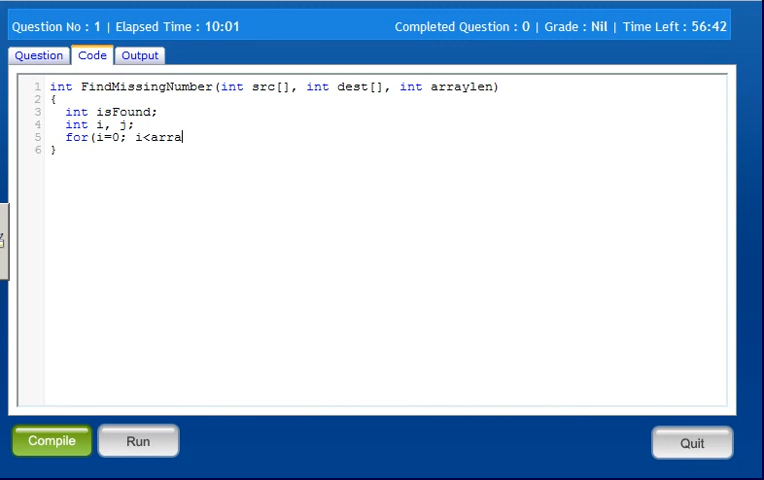 Question No : 1 | Elapsed Time : 10:01 Completed Question : 0 | Grade : Nil | Time Left : 56:42
Question Code Output
1 int FindMissingNumber(int src[], int dest[], int arraylen)
2 {
3 int isFound;
4 int i, j;
5 for(i=0; i<arra
6 }
Compile Run Quit